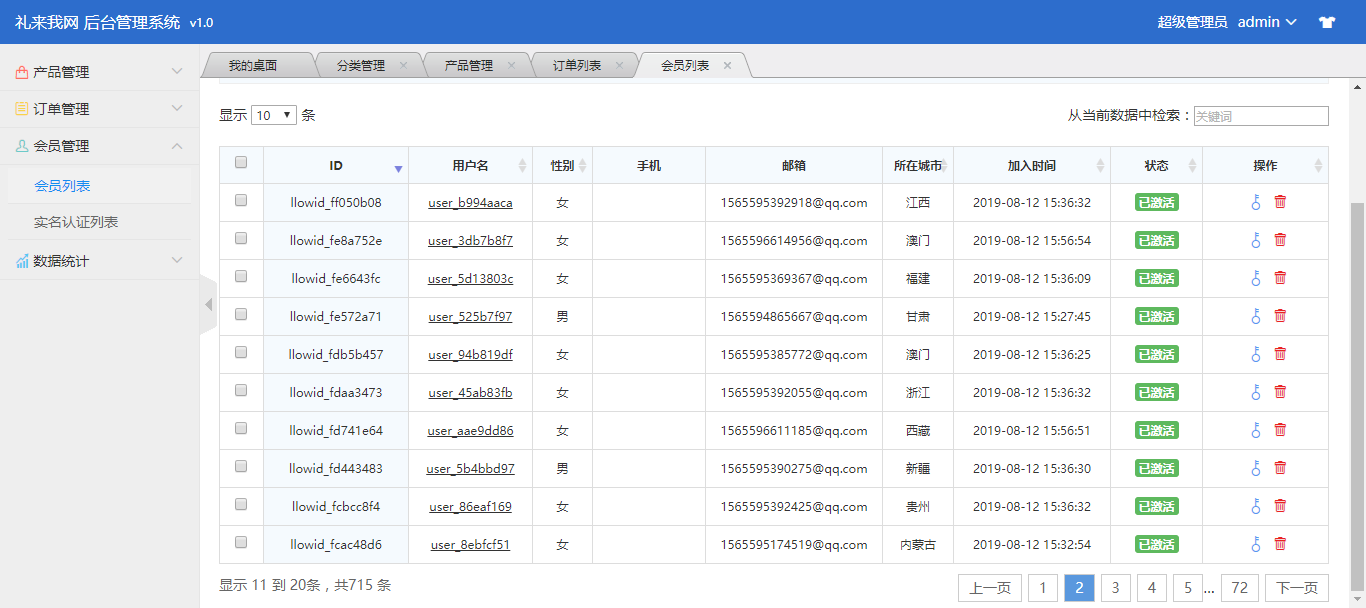 礼来我网 后台管理系统 v1.0
超级管理员 admin
产品管理
订单管理
会员管理
会员列表
实名认证列表
数据统计
我的桌面 分类管理 × 产品管理 × 订单列表 × 会员列表 ×
显示 10 条
从当前数据中检索：关键词
ID 用户名 性别 手机 邮箱 所在城市 加入时间 状态 操作
llowid_ff050b08 user_b994aaca 女 1565595392918@qq.com 江西 2019-08-12 15:36:32 已激活
llowid_fe8a752e user_3db7b8f7 女 1565596614956@qq.com 澳门 2019-08-12 15:56:54 已激活
llowid_fe6643fc user_5d13803c 女 1565595369367@qq.com 福建 2019-08-12 15:36:09 已激活
llowid_fe572a71 user_525b7f97 男 1565594865667@qq.com 甘肃 2019-08-12 15:27:45 已激活
llowid_fdb5b457 user_94b819df 女 1565595385772@qq.com 澳门 2019-08-12 15:36:25 已激活
llowid_fdaa3473 user_45ab83fb 女 1565595392055@qq.com 浙江 2019-08-12 15:36:32 已激活
llowid_fd741e64 user_aae9dd86 女 1565596611185@qq.com 西藏 2019-08-12 15:56:51 已激活
llowid_fd443483 user_5b4bbd97 男 1565595390275@qq.com 新疆 2019-08-12 15:36:30 已激活
llowid_fcbcc8f4 user_86eaf169 女 1565595392425@qq.com 贵州 2019-08-12 15:36:32 已激活
llowid_fcac48d6 user_8ebfcf51 女 1565595174519@qq.com 内蒙古 2019-08-12 15:32:54 已激活
显示 11 到 20条，共715 条
上一页 1 2 3 4 5 ... 72 下一页